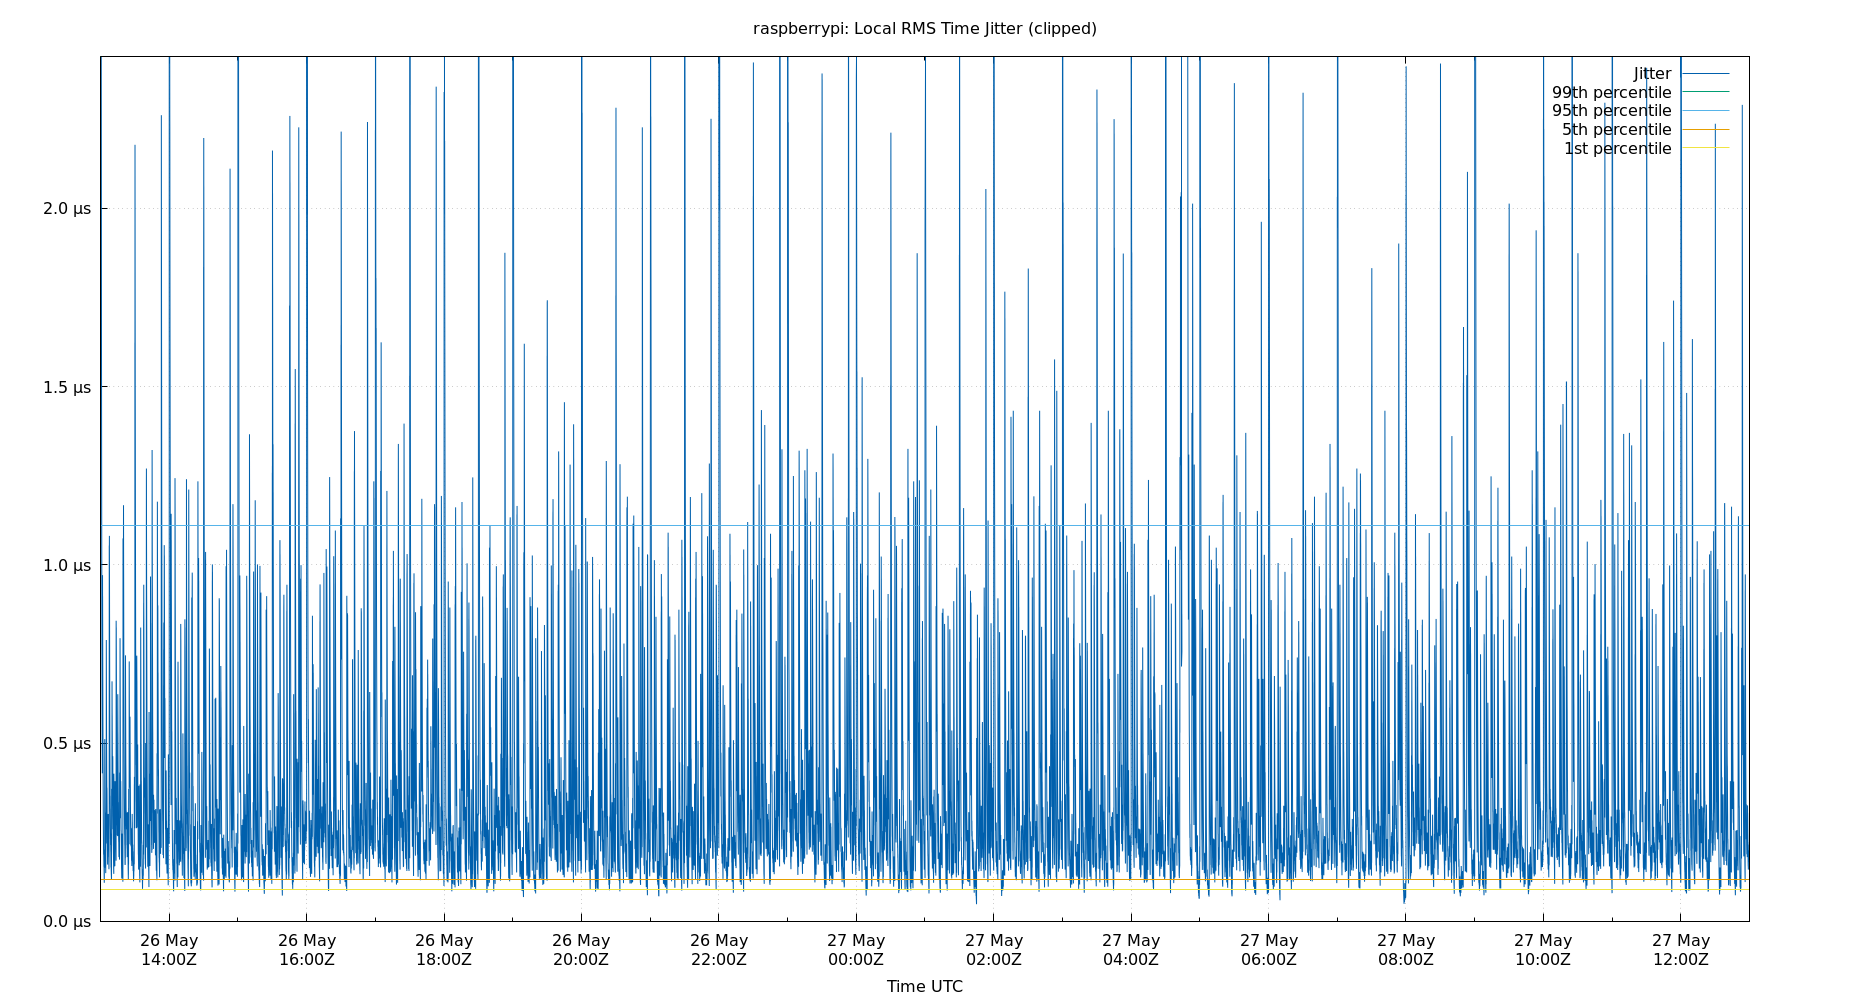 raspberrypi: Local RMS Time Jitter (clipped)
Jitter
99th percentile
95th percentile
5th percentile
1st percentile
2.0 µs
1.5 µs
1.0 µs
0.5 µs
0.0 µs
26 May 26 May 26 May 26 May 26 May 27 May 27 May 27 May 27 May 27 May 27 May 27 May
14:00Z 16:00Z 18:00Z 20:00Z 22:00Z 00:00Z 02:00Z 04:00Z 06:00Z 08:00Z 10:00Z 12:00Z
Time UTC